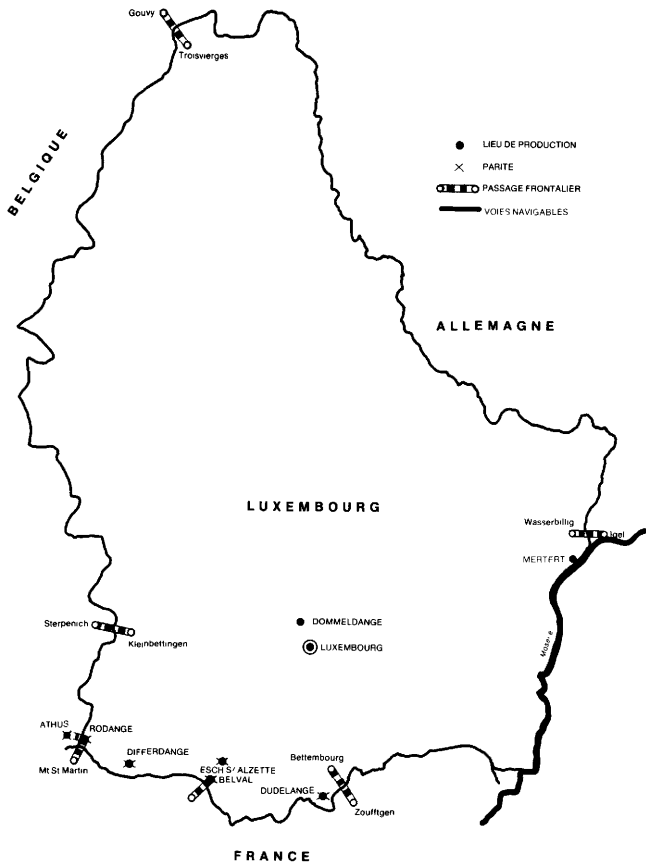 Gouvy
Troisvierges
BELGIQUE
LIEU DE PRODUCTION
PARITE
PASSAGE FRONTALIER
VOIES NAVIGABLES
ALLEMAGNE
LUXEMBOURG
Wasserbillig
Igel
MERTERT
Moselle
DOMMELDANGE
LUXEMBOURG
Sterpenich
Kleinbettingen
ATHUS
RODANGE
Mt St Martin
DIFFERDANGE
ESCH S/ALZETTE
BELVAL
Bettembourg
DUDELANGE
Zoufftgen
FRANCE